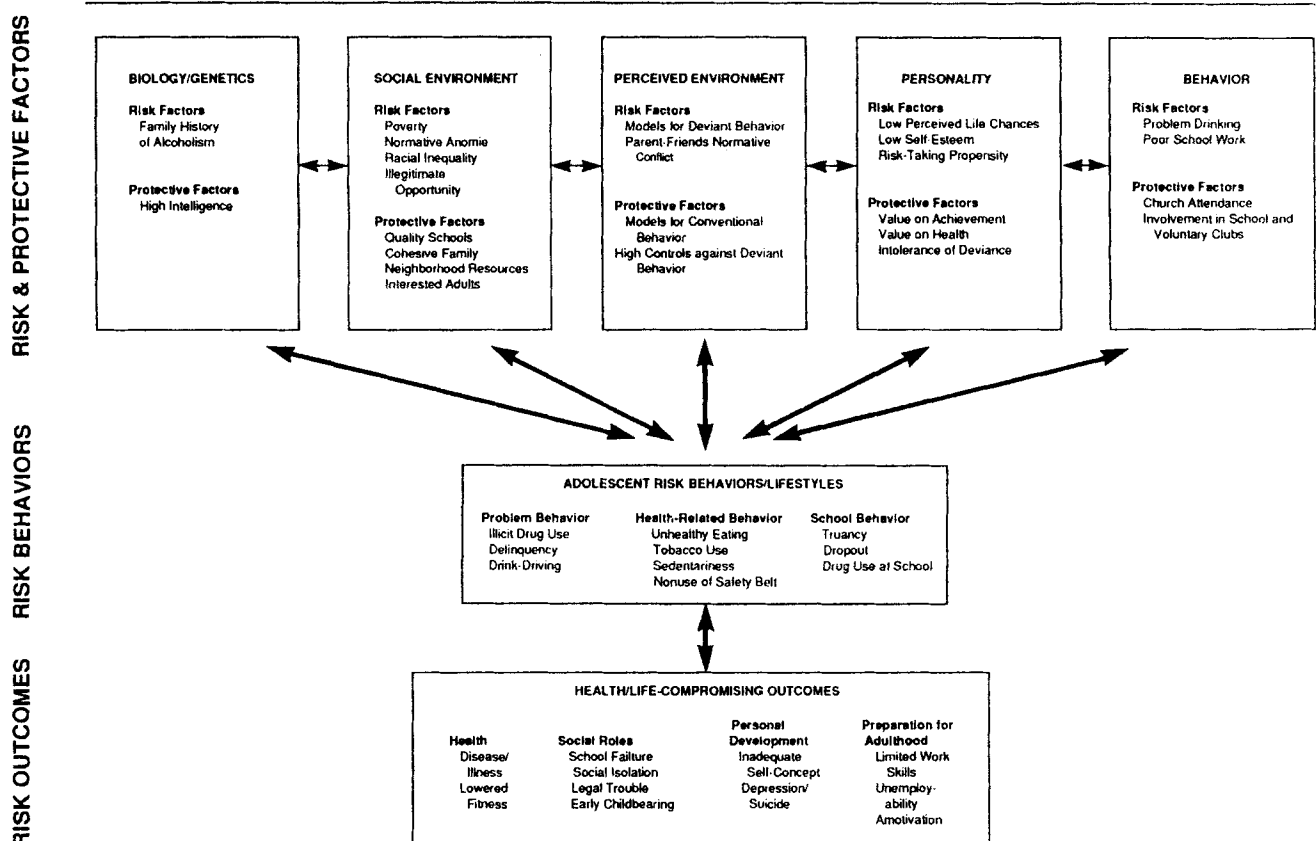 RISK & PROTECTIVE FACTORS
BIOLOGY/GENETICS
Risk Factors
Family History
of Alcoholism
Protective Factors
High Intelligence
SOCIAL ENVIRONMENT
Risk Factors
Poverty
Normative Anomie
Racial Inequality
Illegitimate
Opportunity
Protective Factors
Quality Schools
Cohesive Family
Neighborhood Resources
Interested Adults
PERCEIVED ENVIRONMENT
Risk Factors
Models for Deviant Behavior
Parent-Friends Normative
Conflict
Protective Factors
Models for Conventional
Behavior
High Controls against Deviant
Behavior
PERSONALITY
Risk Factors
Low Perceived Life Chances
Low Self-Esteem
Risk-Taking Propensity
Protective Factors
Value on Achievement
Value on Health
Intolerance of Deviance
BEHAVIOR
Risk Factors
Problem Drinking
Poor School Work
Protective Factors
Church Attendance
Involvement in School and
Voluntary Clubs
RISK BEHAVIORS
ADOLESCENT RISK BEHAVIORS/LIFESTYLES
Problem Behavior
Illicit Drug Use
Delinquency
Drink-Driving
Health-Related Behavior
Unhealthy Eating
Tobacco Use
Sedentariness
Nonuse of Safety Belt
School Behavior
Truancy
Dropout
Drug Use at School
RISK OUTCOMES
HEALTH/LIFE-COMPROMISING OUTCOMES
Health
Disease/
Illness
Lowered
Fitness
Social Roles
School Failture
Social Isolation
Legal Trouble
Early Childbearing
Personal
Development
Inadequate
Self-Concept
Depression/
Suicide
Preparation for
Adulthood
Limited Work
Skills
Unemploy-
ability
Amotivation